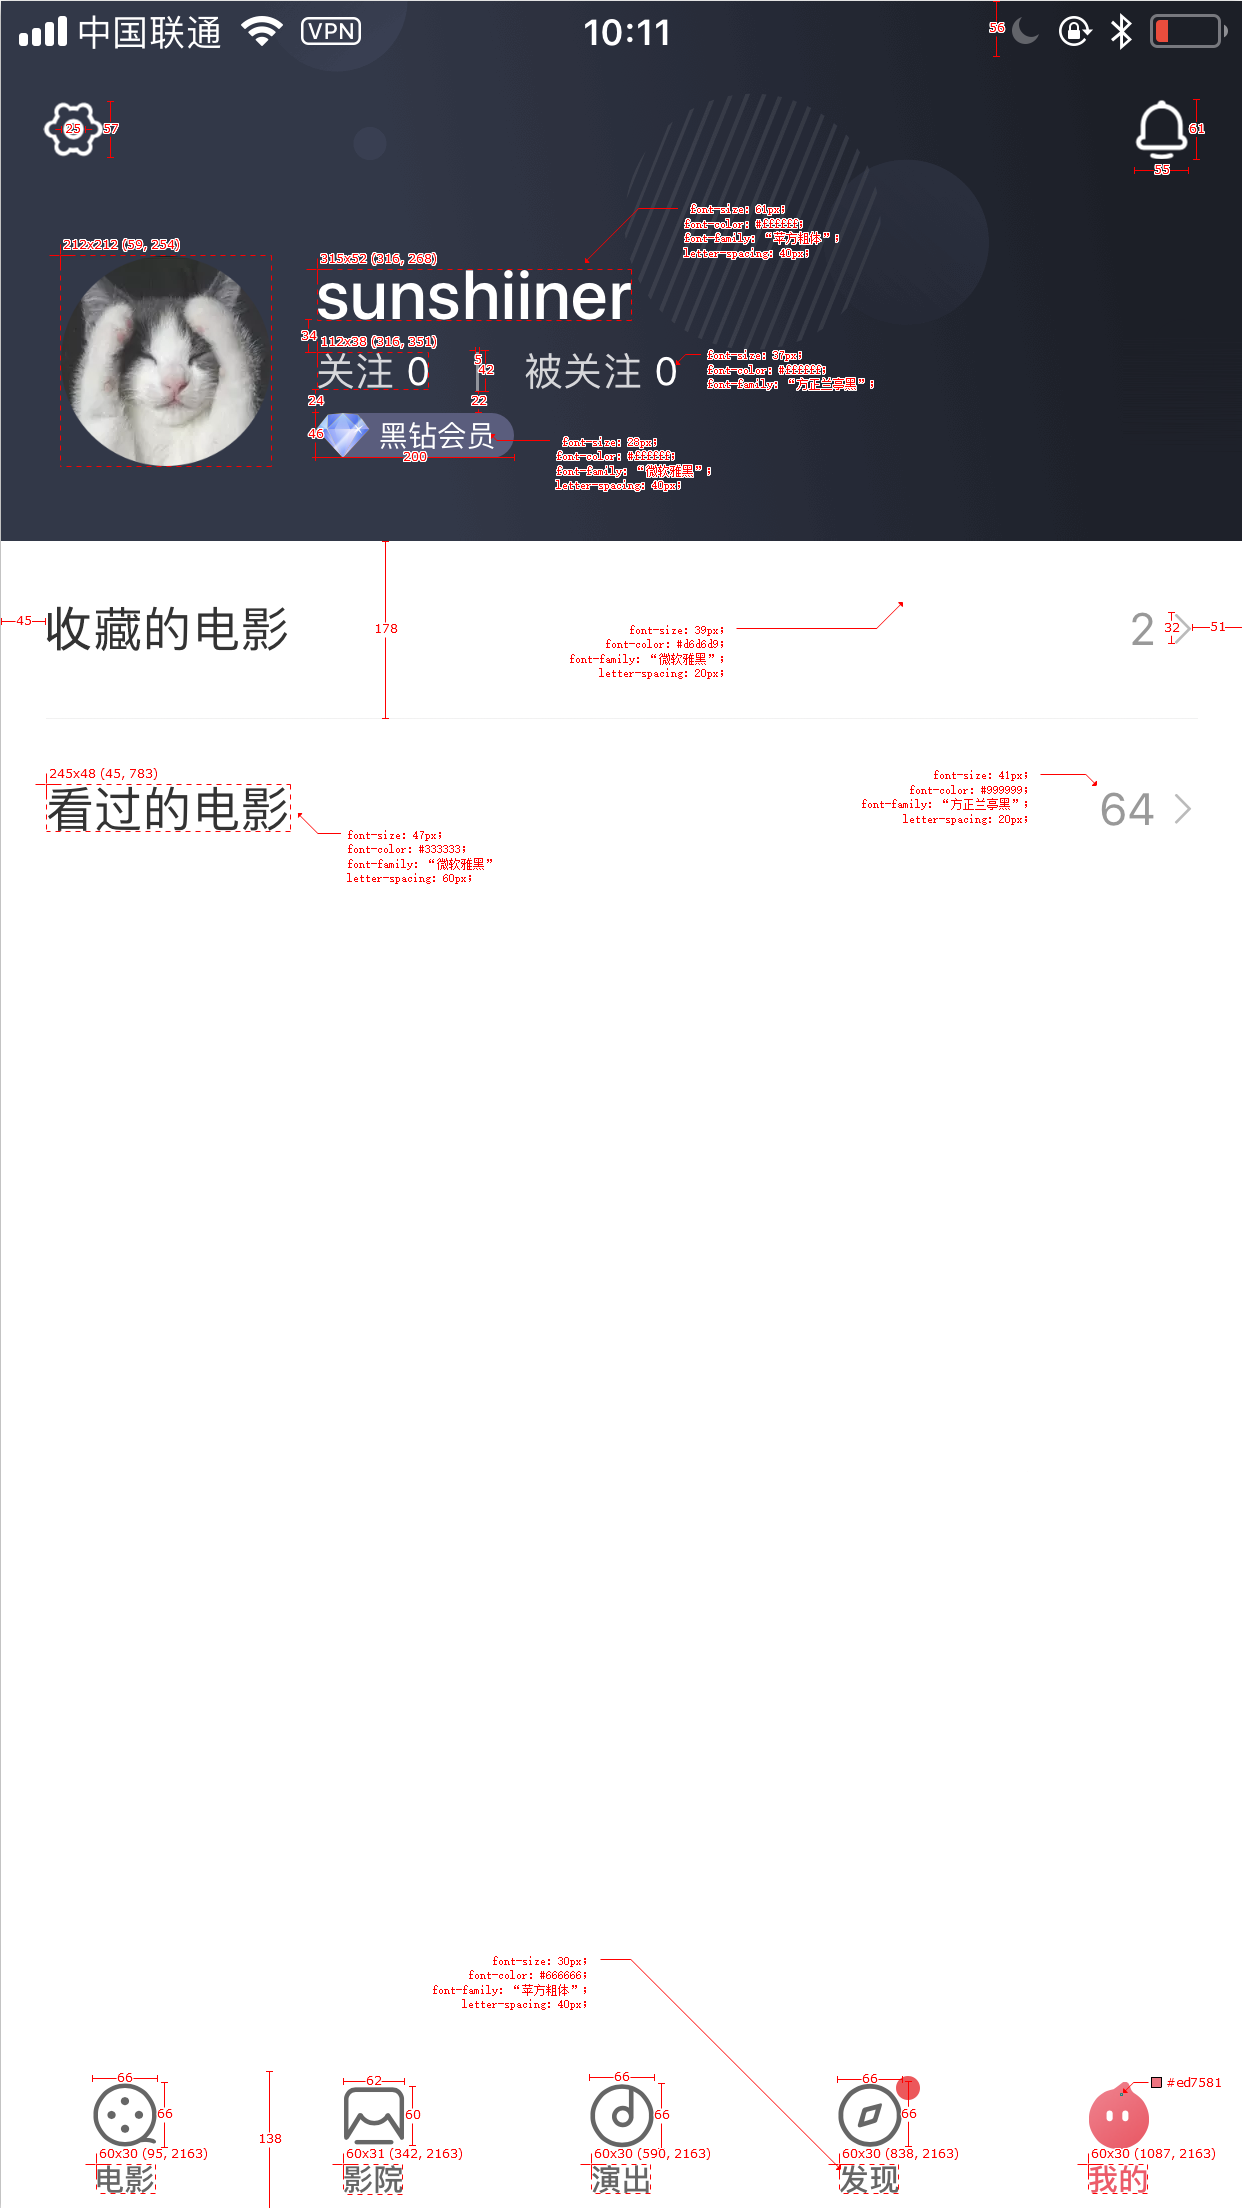 中国联通 VPN 10:11 56
25 57 61
55
font-size: 61px;
font-color: #ffffff;
font-family: “苹方粗体”;
letter-spacing: 40px;
212x212 (59, 254)
315x52 (316, 268)
sunshiiner
34 112x38 (316, 351)
关注 0 5 42 被关注 0
font-size: 37px;
font-color: #ffffff;
font-family: “方正兰亭黑”;
24 22
46 黑钻会员
200
font-size: 28px;
font-color: #ffffff;
font-family: “微软雅黑”;
letter-spacing: 40px;
45 收藏的电影 178 2 32 51
font-size: 39px;
font-color: #d6d6d9;
font-family: “微软雅黑”;
letter-spacing: 20px;
245x48 (45, 783)
看过的电影 64
font-size: 41px;
font-color: #999999;
font-family: “方正兰亭黑”;
letter-spacing: 20px;
font-size: 47px;
font-color: #333333;
font-family: “微软雅黑”
letter-spacing: 60px;
font-size: 30px;
font-color: #666666;
font-family: “苹方粗体”;
letter-spacing: 40px;
66 62 66 66 #ed7581
66 60 66 66
138
60x30 (95, 2163) 60x31 (342, 2163) 60x30 (590, 2163) 60x30 (838, 2163) 60x30 (1087, 2163)
电影 影院 演出 发现 我的